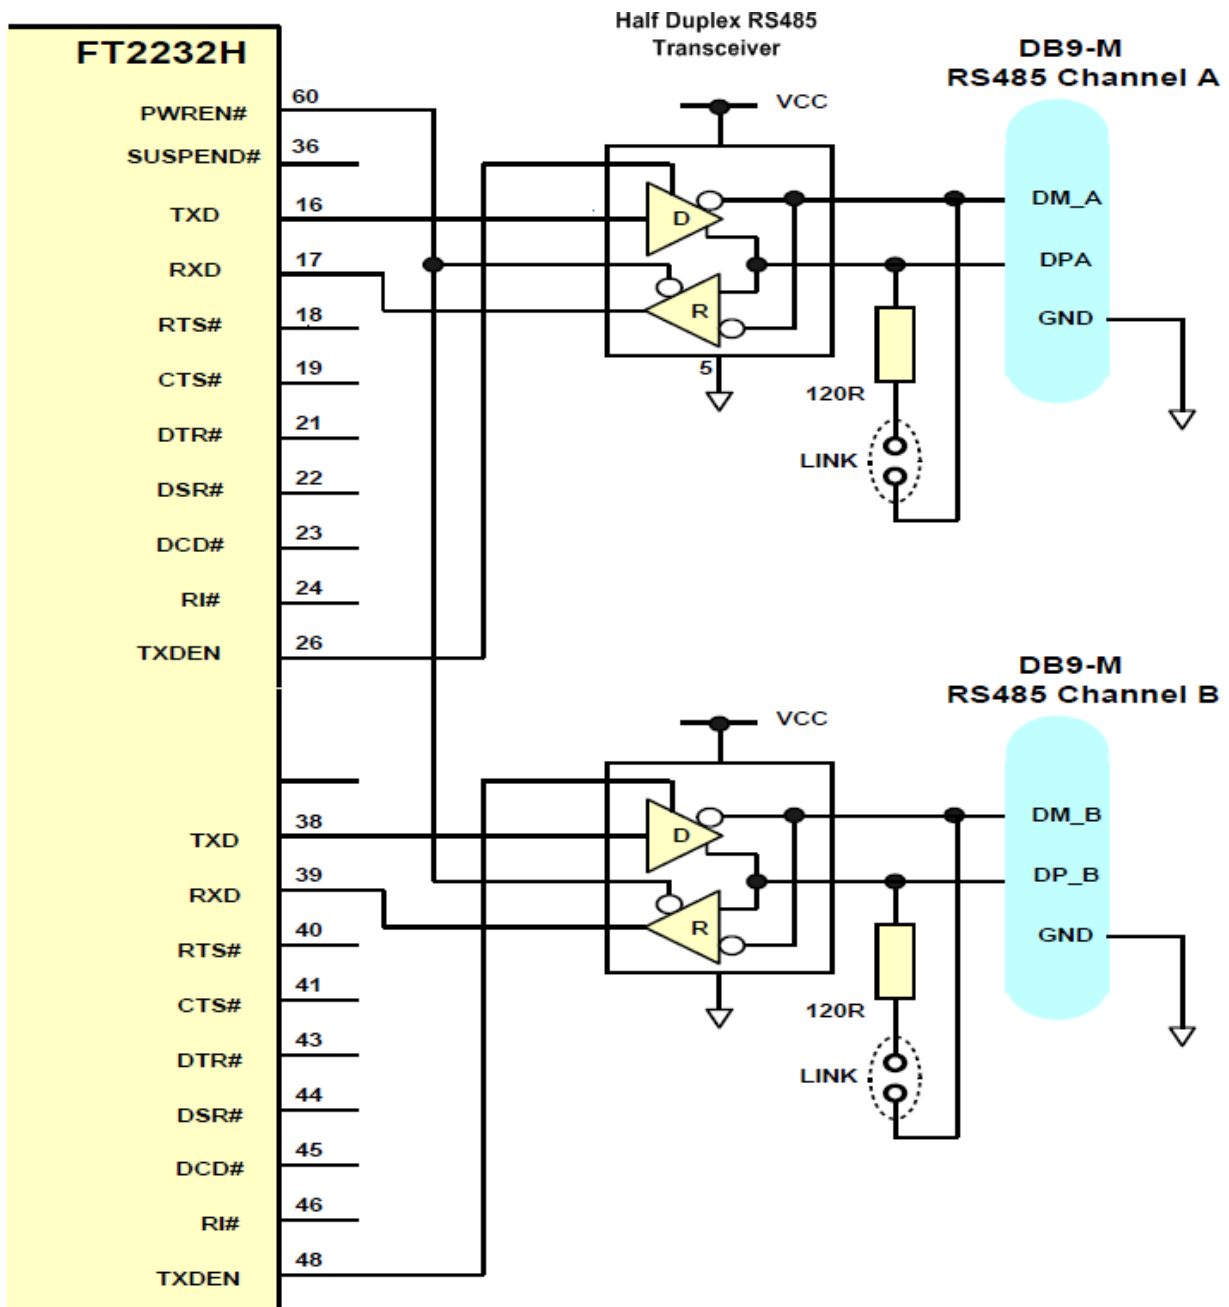 Half Duplex RS485
Transceiver
FT2232H
DB9-M
RS485 Channel A
PWREN#
60
VCC
SUSPEND#
36
TXD
16
D
DM_A
RXD
17
DPA
RTS#
18
R
GND
CTS#
19
5
120R
DTR#
21
LINK
DSR#
22
DCD#
23
RI#
24
TXDEN
26
DB9-M
RS485 Channel B
VCC
TXD
38
D
DM_B
RXD
39
DP_B
RTS#
40
R
GND
CTS#
41
120R
DTR#
43
LINK
DSR#
44
DCD#
45
RI#
46
TXDEN
48